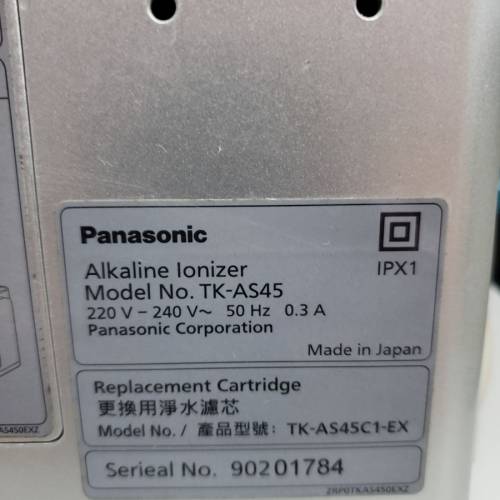 Panasonic
Alkaline Ionizer
IPX1
Model No. TK-AS45
220 V - 240 V~ 50 Hz 0.3 A
Panasonic Corporation
Made in Japan
Replacement Cartridge
更換用淨水濾芯
Model No. / 產品型號: TK-AS45C1-EX
Serieal No. 90201784
ZRP0TKAS450EXZ
AS450EXZ